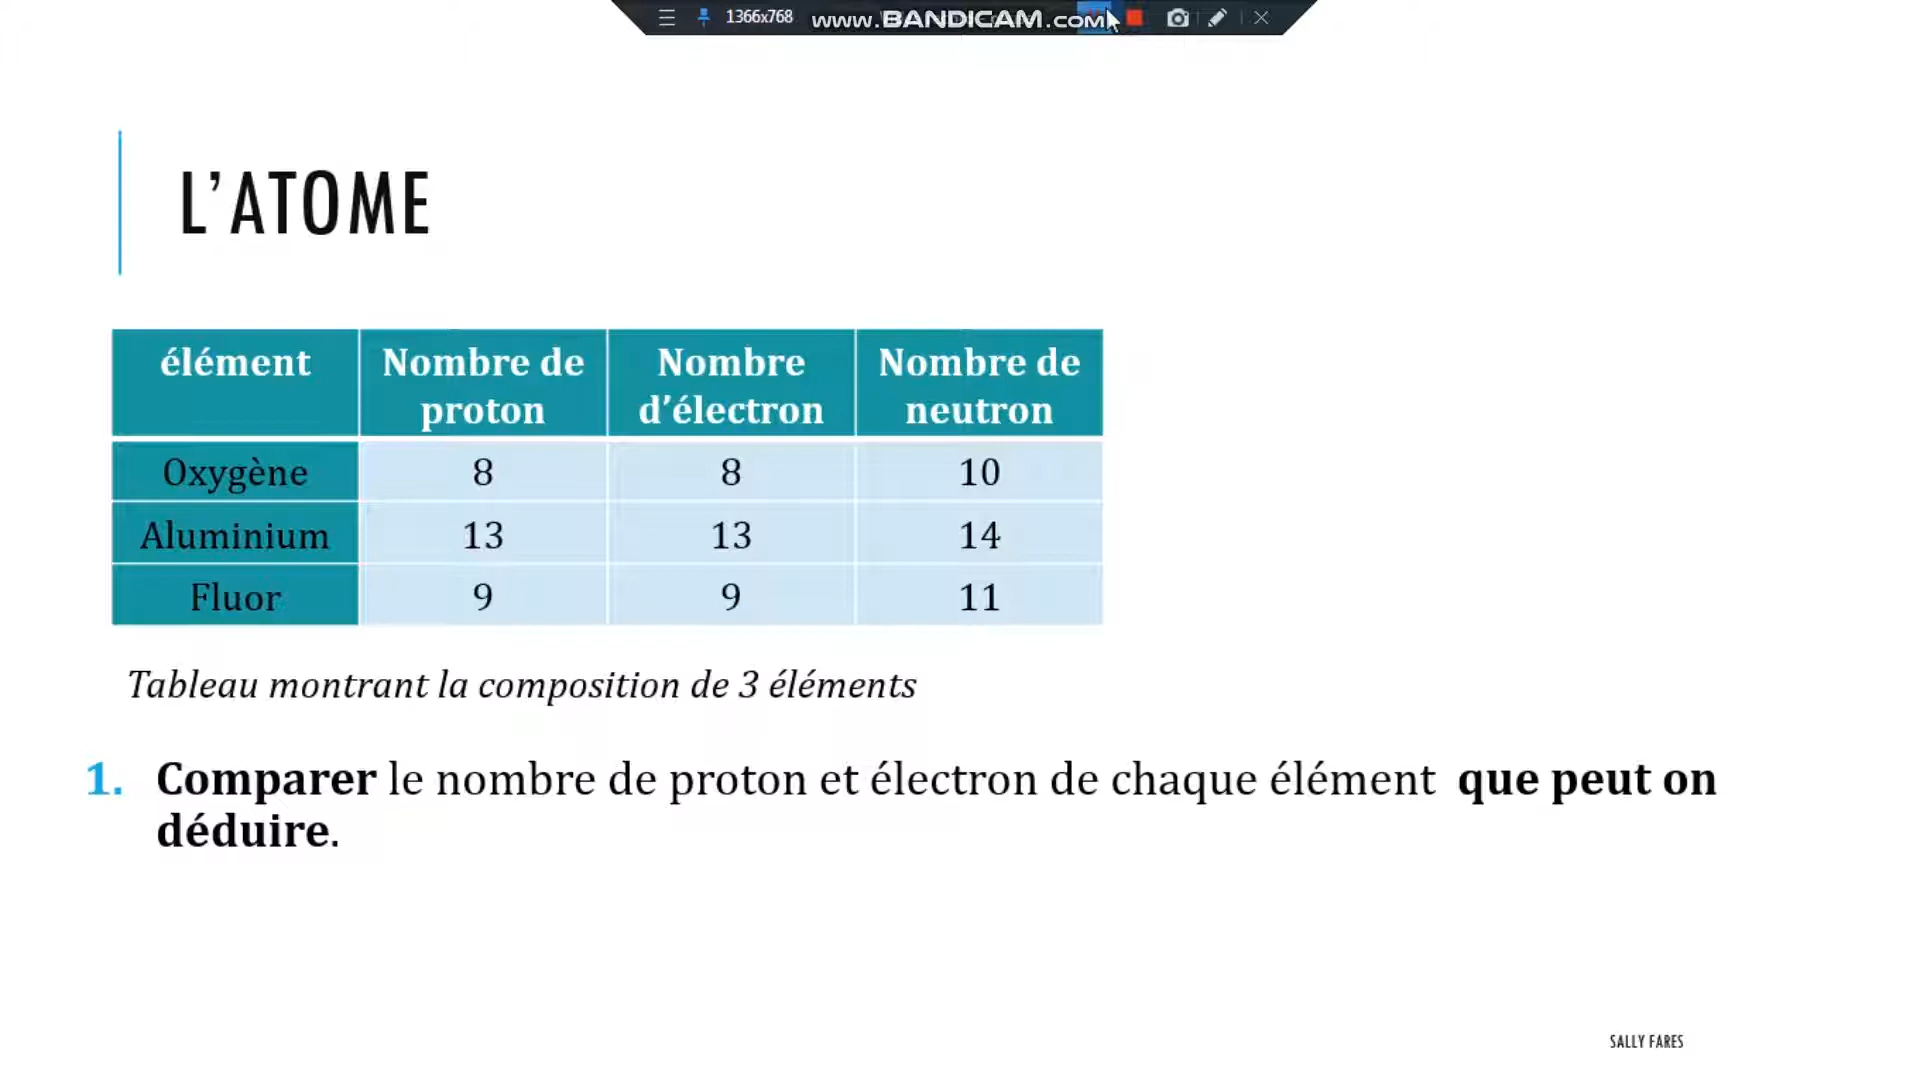 1366x768 www.BANDICAM.com
L’ATOME
élément Nombre de proton Nombre d’électron Nombre de neutron
Oxygène 8 8 10
Aluminium 13 13 14
Fluor 9 9 11
Tableau montrant la composition de 3 éléments
1. Comparer le nombre de proton et électron de chaque élément que peut on
déduire.
SALLY FARES